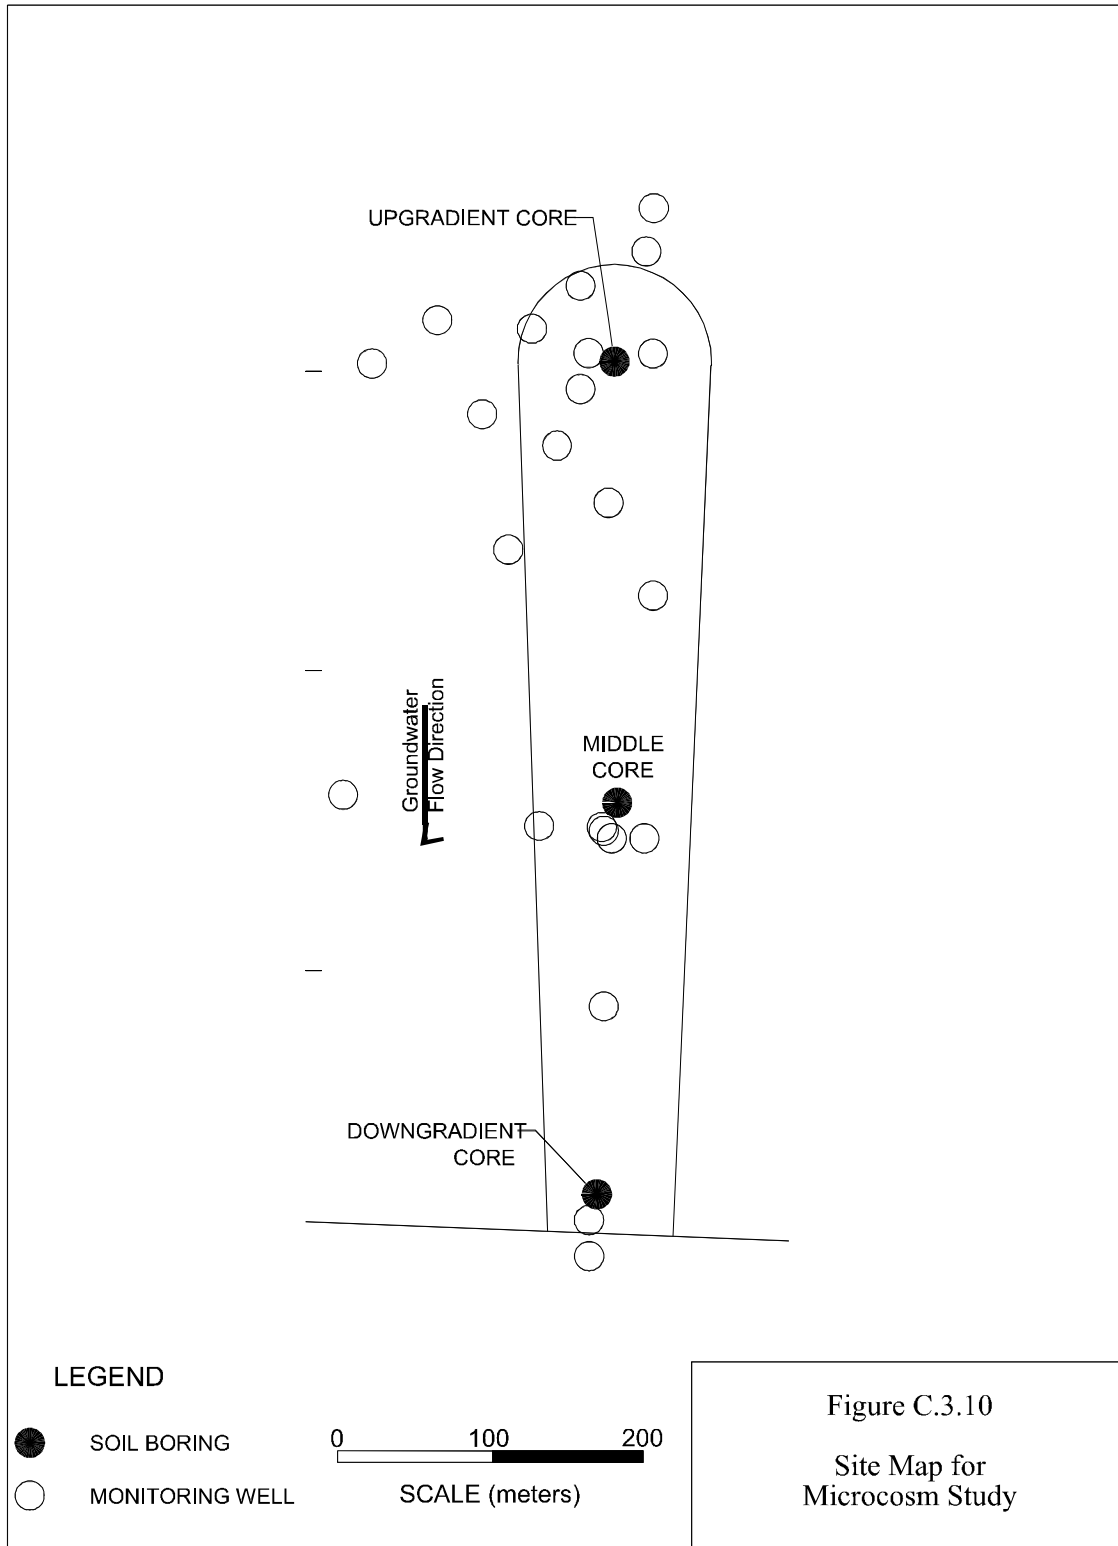 UPGRADIENT CORE
Groundwater
Flow Direction
MIDDLE
CORE
DOWNGRADIENT
CORE
LEGEND
SOIL BORING
MONITORING WELL
0 100 200
SCALE (meters)
Figure C.3.10
Site Map for
Microcosm Study